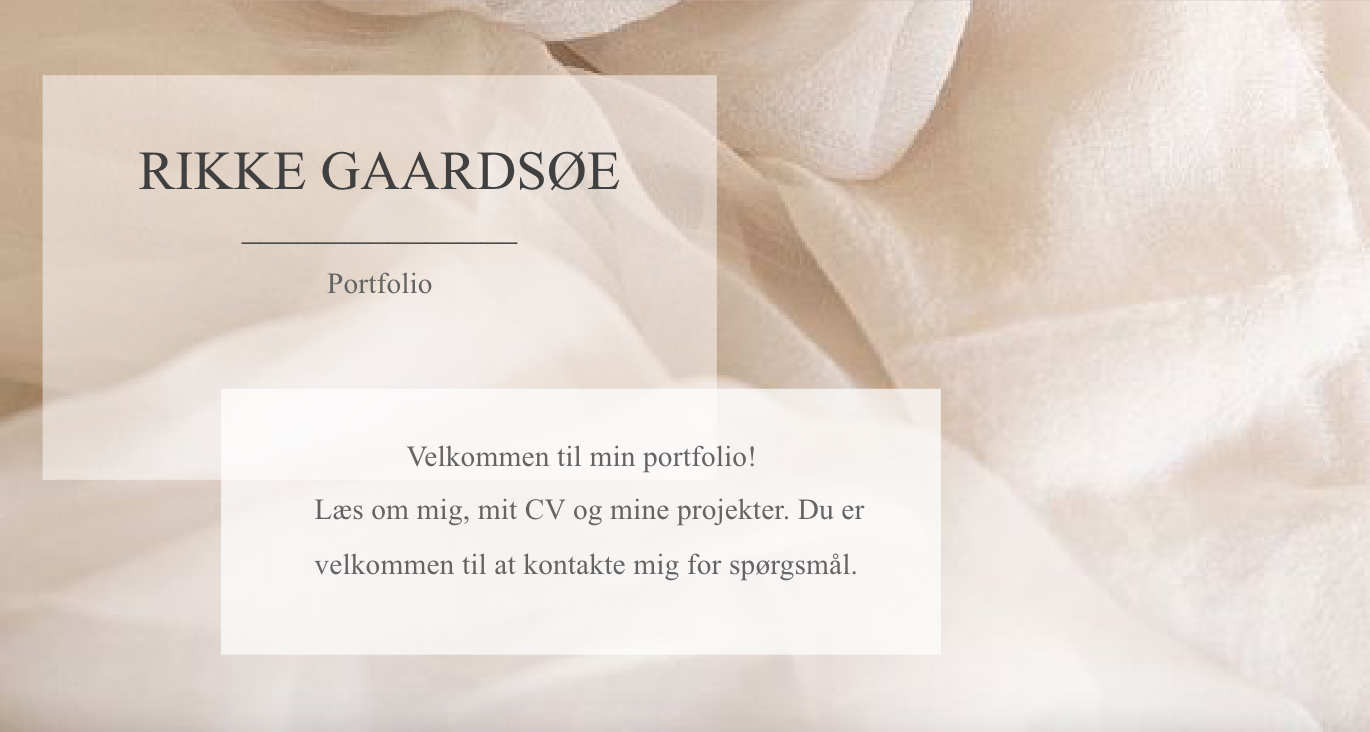 RIKKE GAARDSØE
Portfolio
Velkommen til min portfolio!
Læs om mig, mit CV og mine projekter. Du er
velkommen til at kontakte mig for spørgsmål.